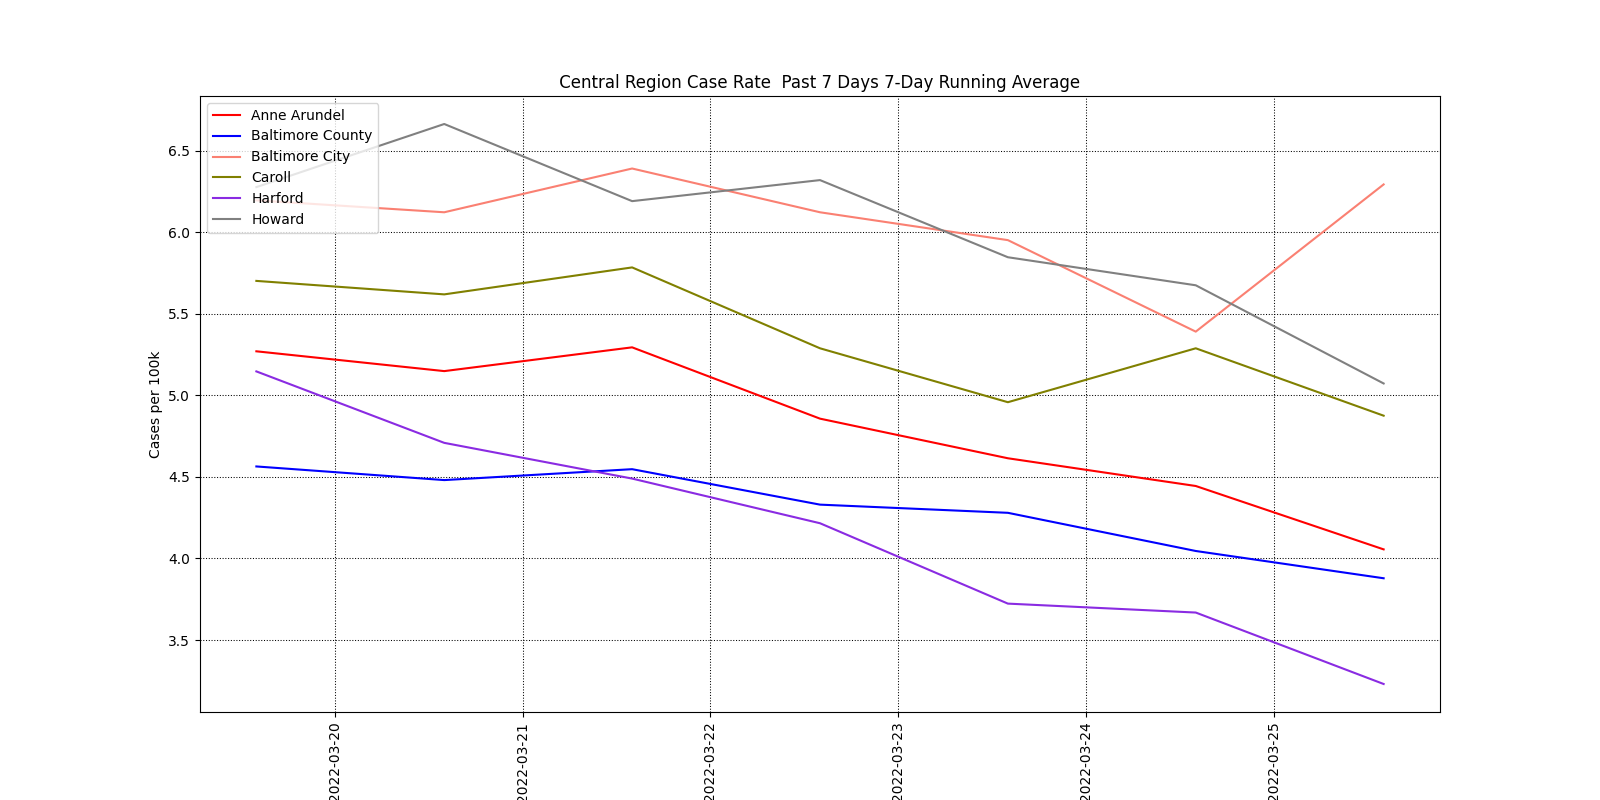 Central Region Case Rate  Past 7 Days 7-Day Running Average
Anne Arundel
Baltimore County
Baltimore City
Caroll
Harford
Howard
Cases per 100k
6.5
6.0
5.5
5.0
4.5
4.0
3.5
2022-03-20
2022-03-21
2022-03-22
2022-03-23
2022-03-24
2022-03-25